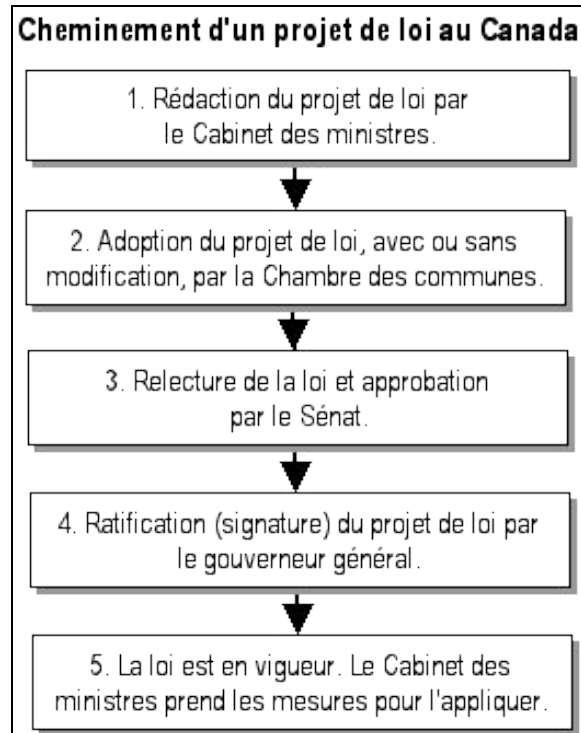 Cheminement d'un projet de loi au Canada
1. Rédaction du projet de loi par
le Cabinet des ministres.
2. Adoption du projet de loi, avec ou sans
modification, par la Chambre des communes.
3. Relecture de la loi et approbation
par le Sénat.
4. Ratification (signature) du projet de loi par
le gouverneur général.
5. La loi est en vigueur. Le Cabinet des
ministres prend les mesures pour l'appliquer.